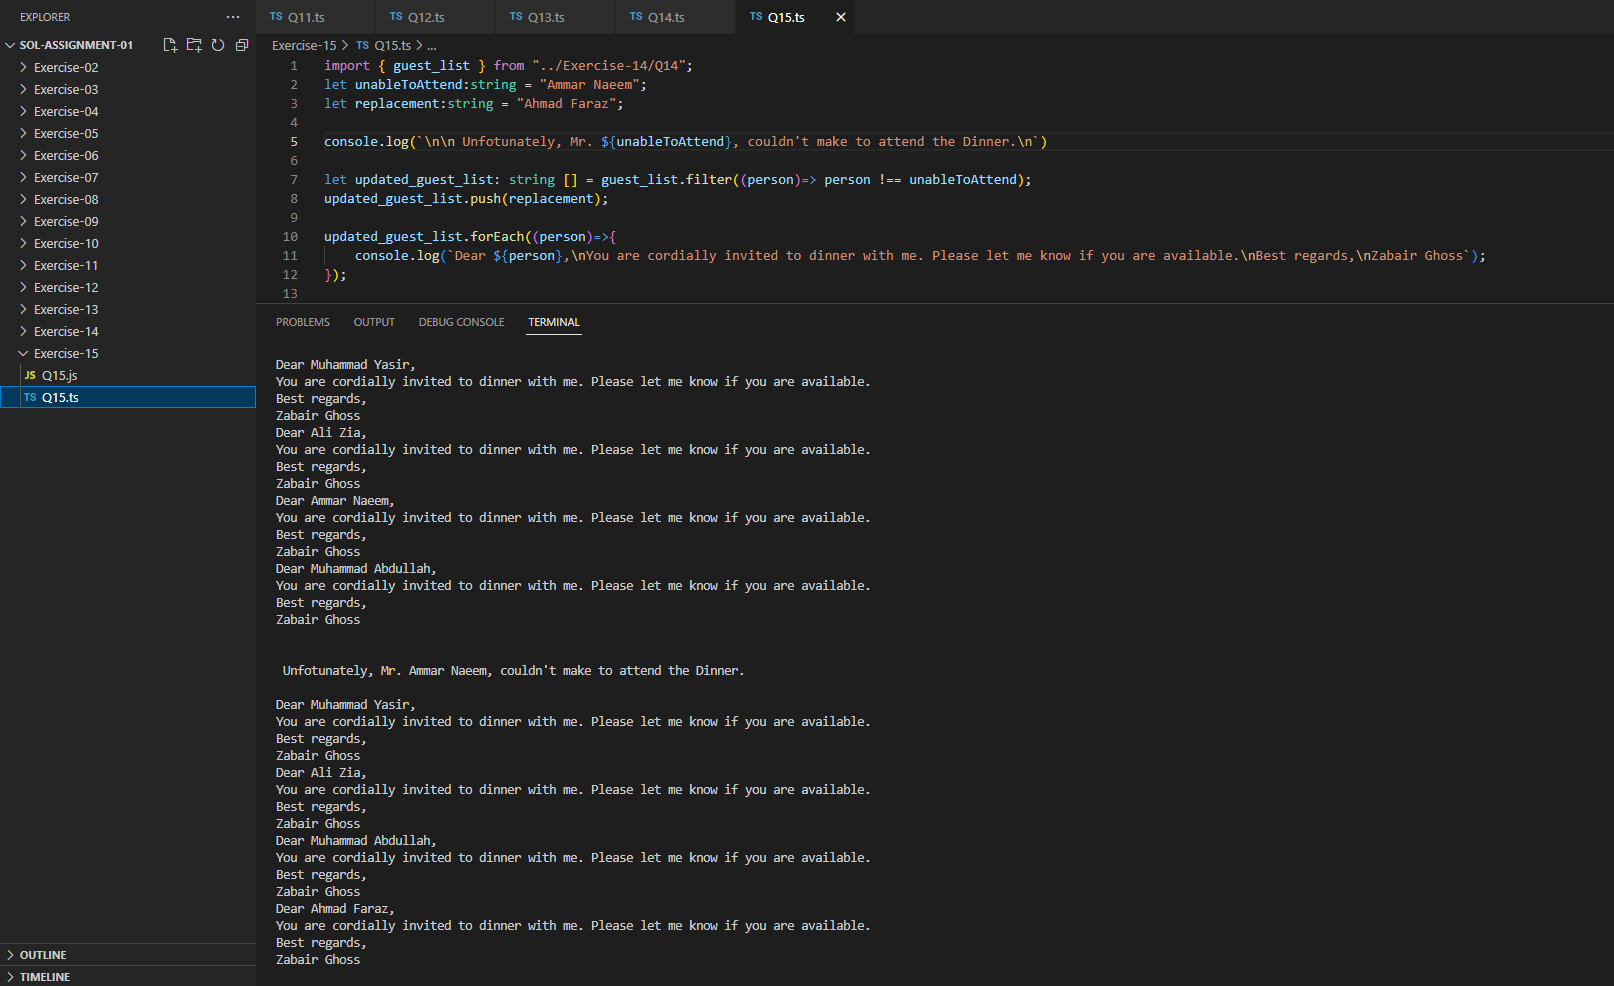 EXPLORER
SOL-ASSIGNMENT-01
Exercise-02
Exercise-03
Exercise-04
Exercise-05
Exercise-06
Exercise-07
Exercise-08
Exercise-09
Exercise-10
Exercise-11
Exercise-12
Exercise-13
Exercise-14
Exercise-15
JS Q15.js
TS Q15.ts
OUTLINE
TIMELINE
TS Q11.ts TS Q12.ts TS Q13.ts TS Q14.ts TS Q15.ts
Exercise-15 > TS Q15.ts > ...
1 import { guest_list } from "../Exercise-14/Q14";
2 let unableToAttend:string = "Ammar Naeem";
3 let replacement:string = "Ahmad Faraz";
4
5 console.log(`\n\n Unfotunately, Mr. ${unableToAttend}, couldn't make to attend the Dinner.\n`)
6
7 let updated_guest_list: string [] = guest_list.filter((person)=> person !== unableToAttend);
8 updated_guest_list.push(replacement);
9
10 updated_guest_list.forEach((person)=>{
11 console.log(`Dear ${person},\nYou are cordially invited to dinner with me. Please let me know if you are available.\nBest regards,\nZabair Ghoss`);
12 });
13
PROBLEMS OUTPUT DEBUG CONSOLE TERMINAL
Dear Muhammad Yasir,
You are cordially invited to dinner with me. Please let me know if you are available.
Best regards,
Zabair Ghoss
Dear Ali Zia,
You are cordially invited to dinner with me. Please let me know if you are available.
Best regards,
Zabair Ghoss
Dear Ammar Naeem,
You are cordially invited to dinner with me. Please let me know if you are available.
Best regards,
Zabair Ghoss
Dear Muhammad Abdullah,
You are cordially invited to dinner with me. Please let me know if you are available.
Best regards,
Zabair Ghoss
Unfotunately, Mr. Ammar Naeem, couldn't make to attend the Dinner.
Dear Muhammad Yasir,
You are cordially invited to dinner with me. Please let me know if you are available.
Best regards,
Zabair Ghoss
Dear Ali Zia,
You are cordially invited to dinner with me. Please let me know if you are available.
Best regards,
Zabair Ghoss
Dear Muhammad Abdullah,
You are cordially invited to dinner with me. Please let me know if you are available.
Best regards,
Zabair Ghoss
Dear Ahmad Faraz,
You are cordially invited to dinner with me. Please let me know if you are available.
Best regards,
Zabair Ghoss